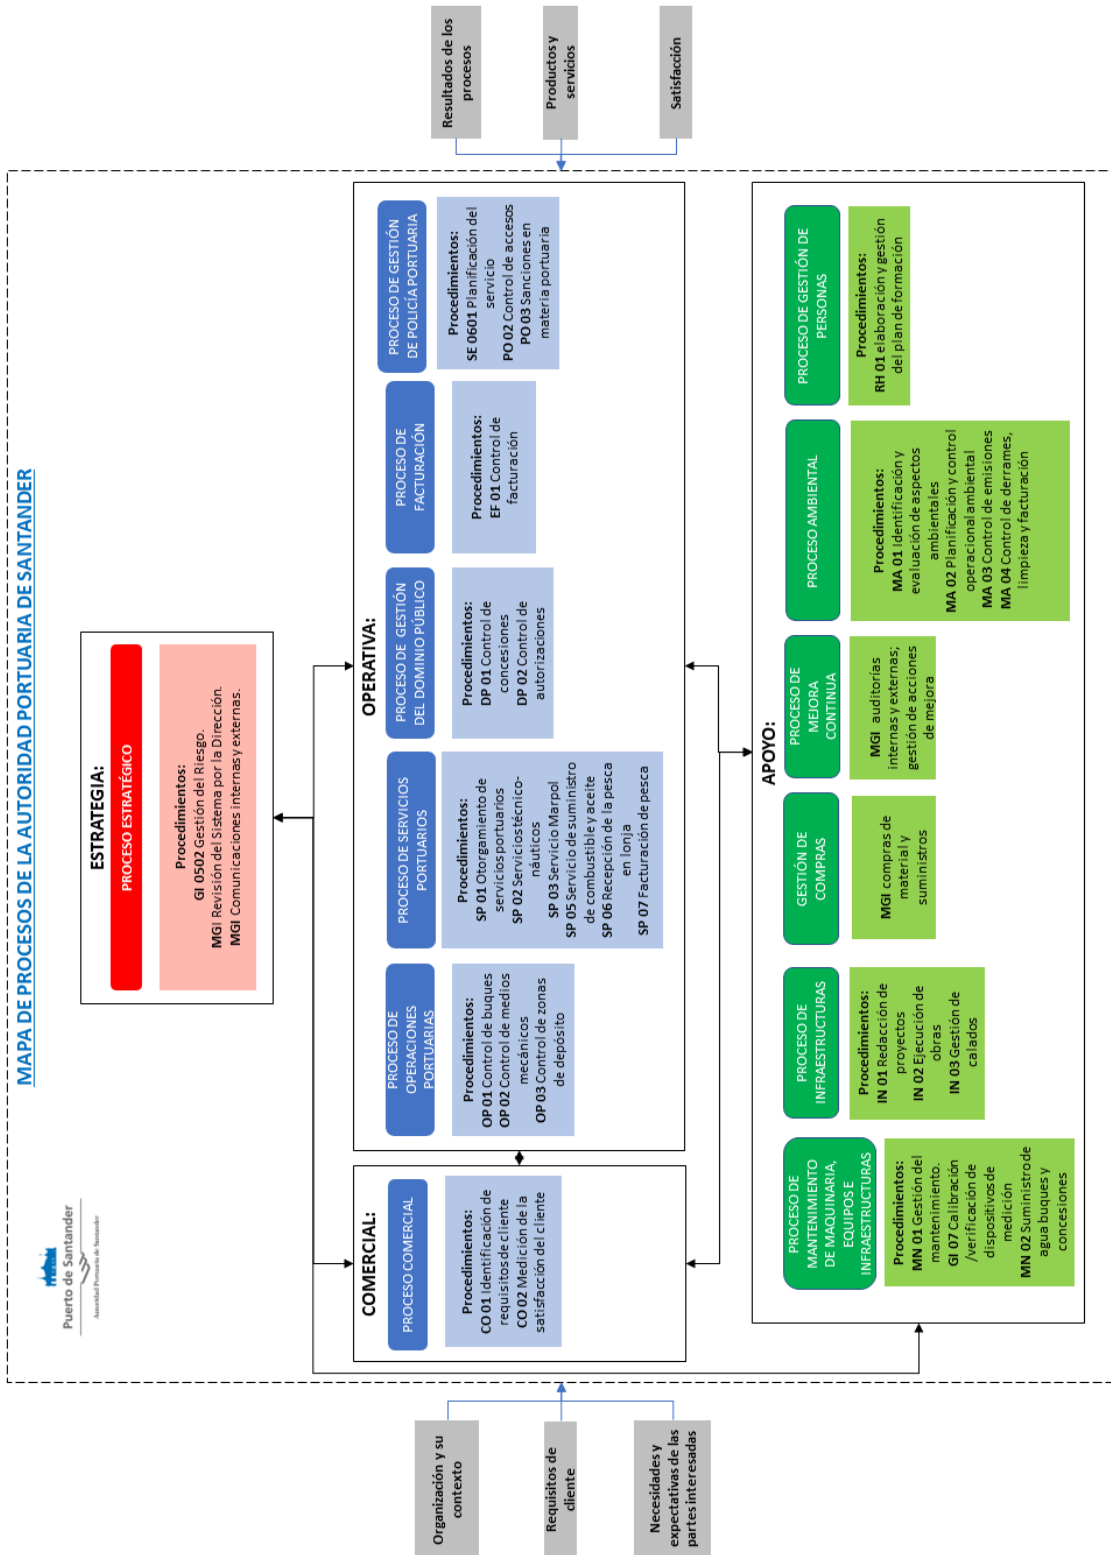 Puerto de Santander
Autoridad Portuaria de Santander
MAPA DE PROCESOS DE LA AUTORIDAD PORTUARIA DE SANTANDER
ESTRATEGIA:
PROCESO ESTRATÉGICO
Procedimientos:
GI 0502 Gestión del Riesgo.
MGI Revisión del Sistema por la Dirección.
MGI Comunicaciones internas y externas.
Organización y su
contexto
Requisitos de
cliente
Necesidades y
expectativas de las
partes interesadas
COMERCIAL:
PROCESO COMERCIAL
Procedimientos:
CO 01 Identificación de
requisitos de cliente
CO 02 Medición de la
satisfacción del cliente
OPERATIVA:
PROCESO DE
OPERACIONES
PORTUARIAS
Procedimientos:
OP 01 Control de buques
OP 02 Control de medios
mecánicos
OP 03 Control de zonas
de depósito
PROCESO DE SERVICIOS
PORTUARIOS
Procedimientos:
SP 01 Otorgamiento de
servicios portuarios
SP 02 Servicios técnico-
náuticos
SP 03 Servicio Marpol
SP 05 Servicio de suministro
de combustible y aceite
SP 06 Recepción de la pesca
en lonja
SP 07 Facturación de pesca
PROCESO DE GESTIÓN
DEL DOMINIO PÚBLICO
Procedimientos:
DP 01 Control de
concesiones
DP 02 Control de
autorizaciones
PROCESO DE
FACTURACIÓN
Procedimientos:
EF 01 Control de
facturación
PROCESO DE GESTIÓN
DE POLICÍA PORTUARIA
Procedimientos:
SE 0601 Planificación del
servicio
PO 02 Control de accesos
PO 03 Sanciones en
materia portuaria
APOYO:
PROCESO DE
MANTENIMIENTO
DE MAQUINARIA,
EQUIPOS E
INFRAESTRUCTURAS
Procedimientos:
MN 01 Gestión del
mantenimiento.
GI 07 Calibración
/verificación de
dispositivos de
medición
MN 02 Suministro de
agua buques y
concesiones
PROCESO DE
INFRAESTRUCTURAS
Procedimientos:
IN 01 Redacción de
proyectos
IN 02 Ejecución de
obras
IN 03 Gestión de
calados
GESTIÓN DE
COMPRAS
MGI compras de
material y
suministros
PROCESO DE
MEJORA
CONTINUA
MGI auditorias
internas y externas;
gestión de acciones
de mejora
PROCESO AMBIENTAL
Procedimientos:
MA 01 Identificación y
evaluación de aspectos
ambientales
MA 02 Planificación y control
operacional ambiental
MA 03 Control de emisiones
MA 04 Control de derrames,
limpieza y facturación
PROCESO DE GESTIÓN DE
PERSONAS
Procedimientos:
RH 01 elaboración y gestión
del plan de formación
Resultados de los
procesos
Productos y
servicios
Satisfacción